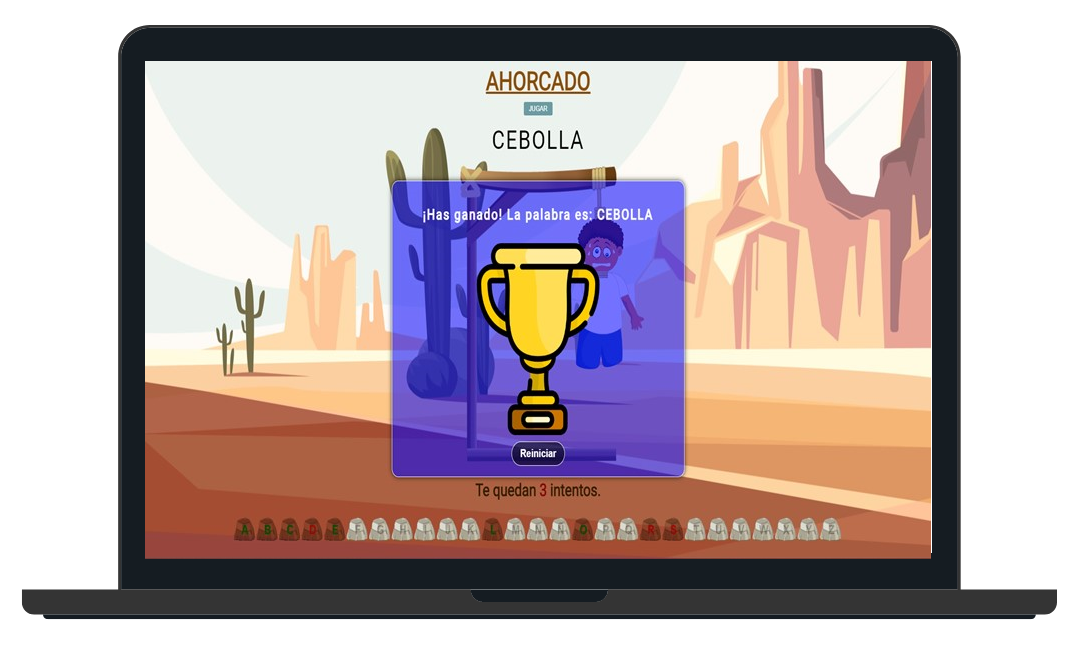 AHORCADO
JUGAR
CEBOLLA
¡Has ganado! La palabra es: CEBOLLA
Reiniciar
Te quedan 3 intentos.
A B C D E F G H I J K L M N O P Q R S T U V W X Y Z